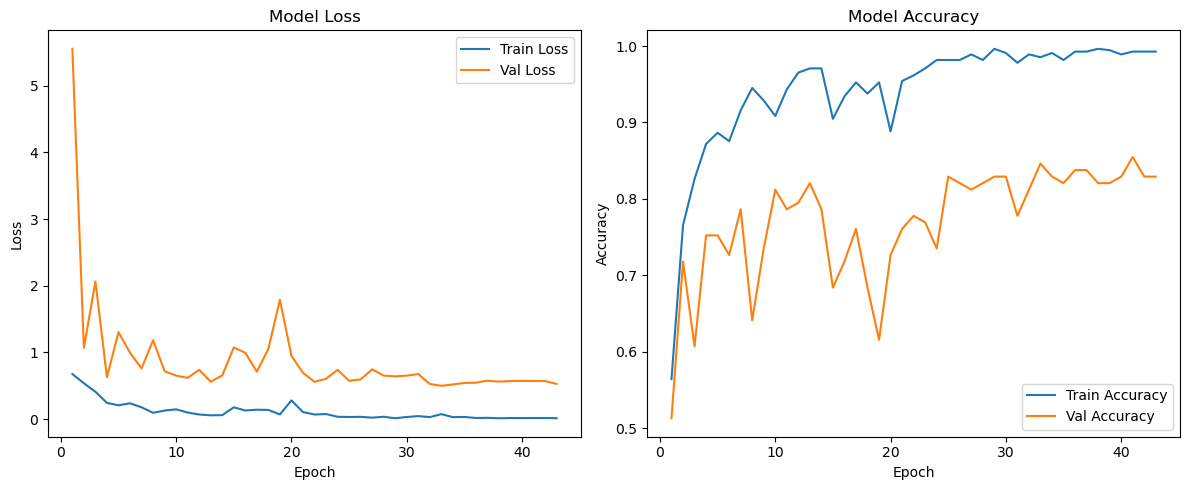 Model Loss
Train Loss
Val Loss
5
4
3
2
1
0
Loss
0
10
20
30
40
Epoch
Model Accuracy
1.0
0.9
0.8
0.7
0.6
0.5
Accuracy
Train Accuracy
Val Accuracy
0
10
20
30
40
Epoch